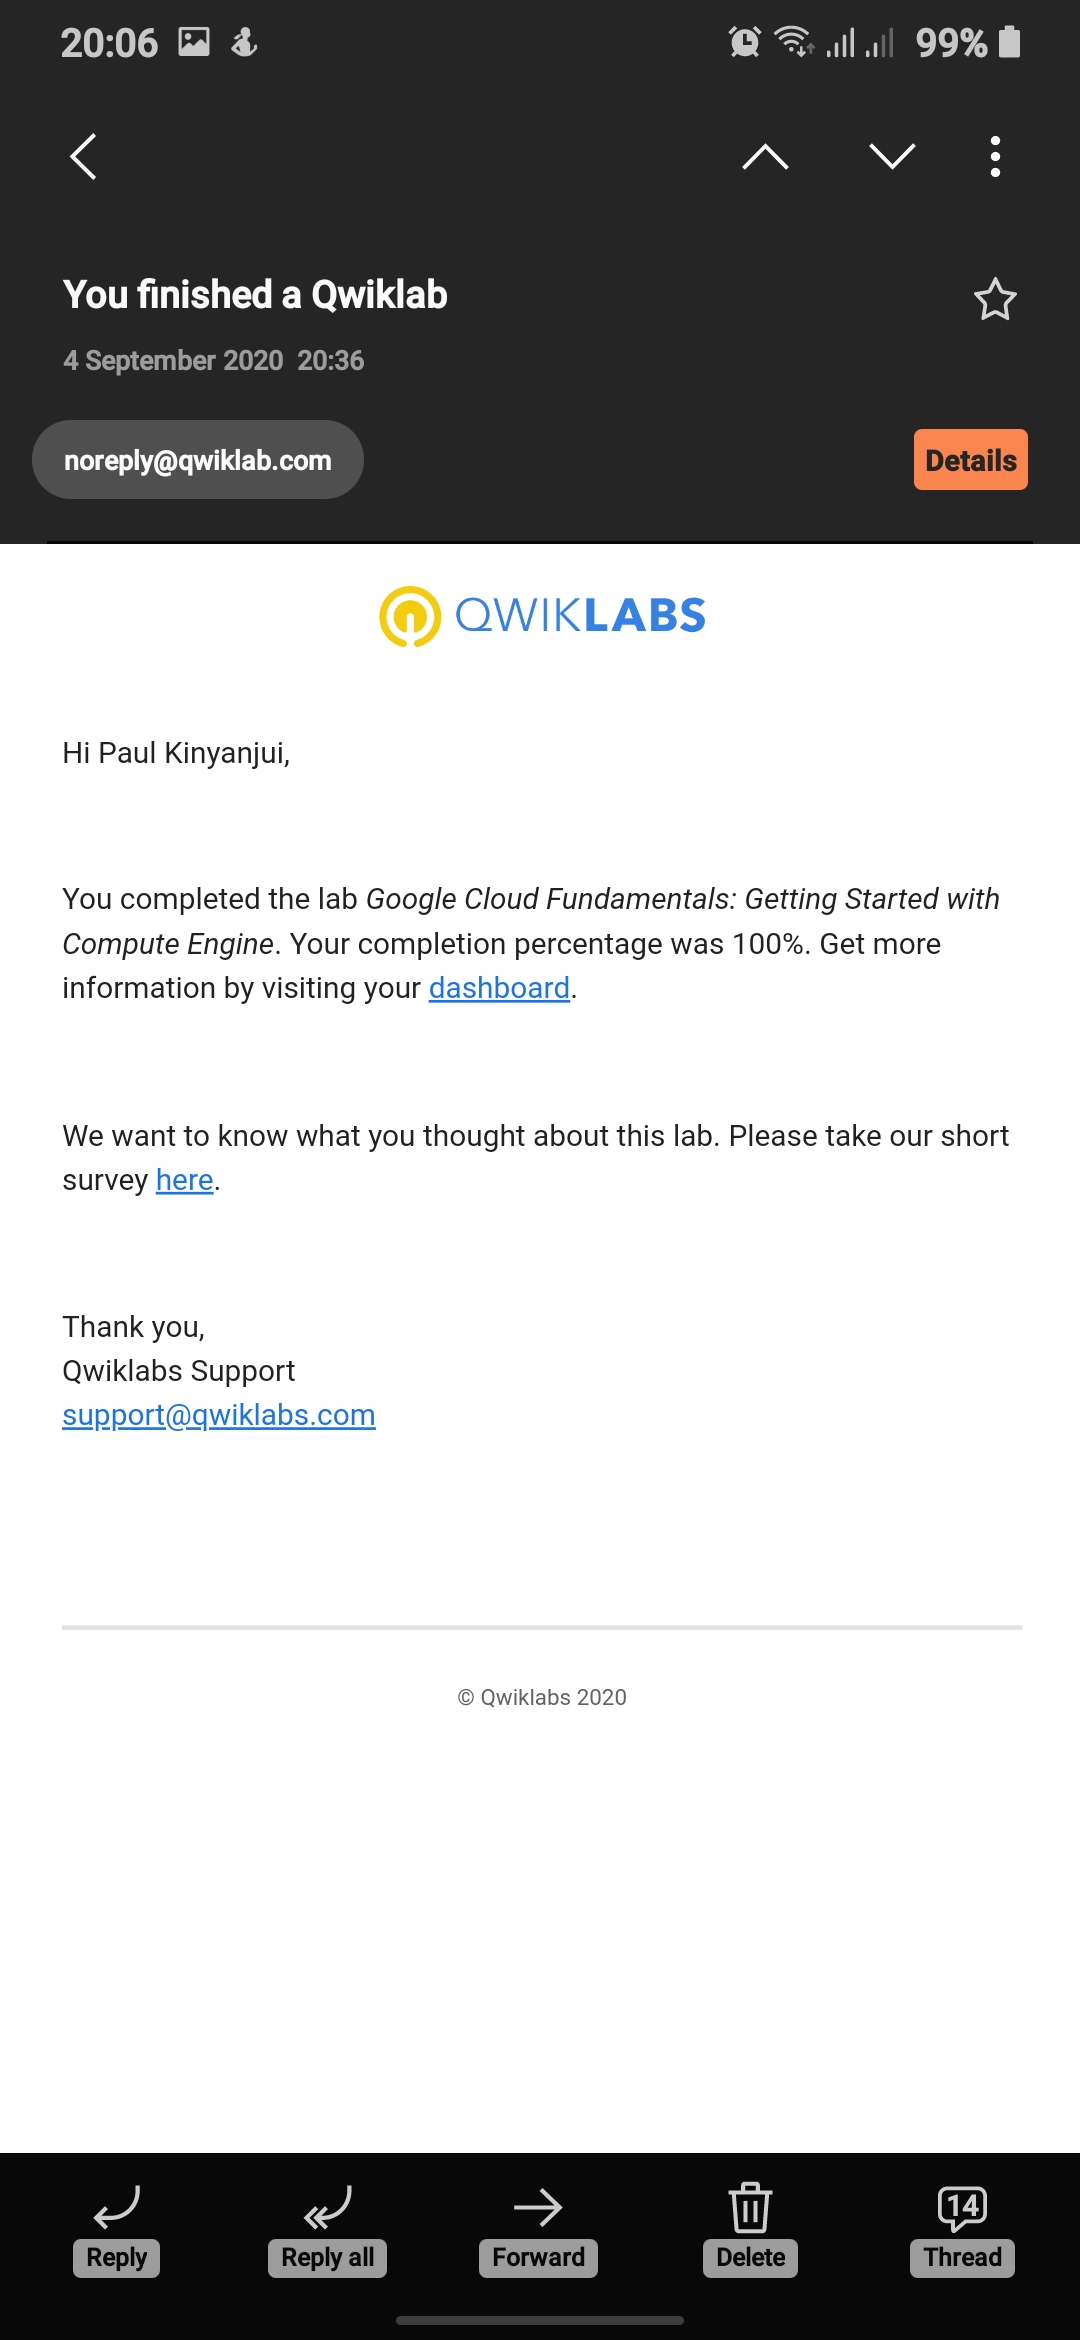 20:06
99%
You finished a Qwiklab
4 September 2020 20:36
noreply@qwiklab.com
Details
QWIKLABS
Hi Paul Kinyanjui,
You completed the lab Google Cloud Fundamentals: Getting Started with
Compute Engine. Your completion percentage was 100%. Get more
information by visiting your dashboard.
We want to know what you thought about this lab. Please take our short
survey here.
Thank you,
Qwiklabs Support
support@qwiklabs.com
© Qwiklabs 2020
14
Reply
Reply all
Forward
Delete
Thread